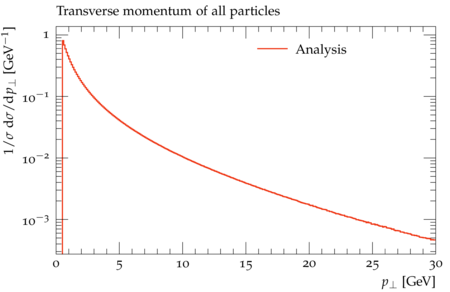 Transverse momentum of all particles
Analysis
1/σ dσ/dp⊥ [GeV⁻¹]
1
10⁻¹
10⁻²
10⁻³
0 5 10 15 20 25 30
p⊥ [GeV]